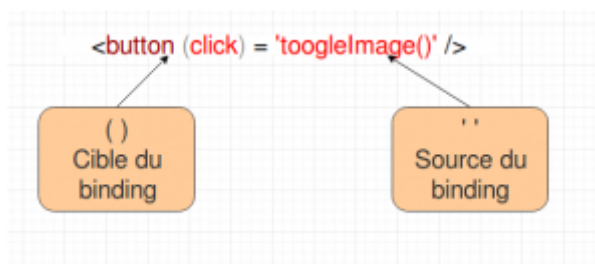 <button (click) = 'toogleImage()' />
( )
Cible du
binding
' '
Source du
binding